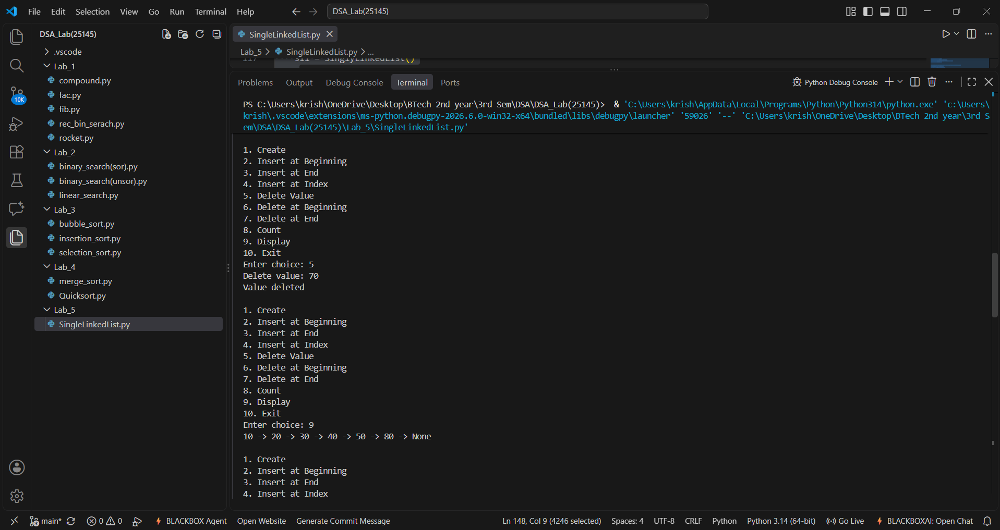 File Edit Selection View Go Run Terminal Help
DSA_Lab(25145)
DSA_Lab(25145)
.vscode
Lab_1
compound.py
fac.py
fib.py
rec_bin_serach.py
rocket.py
Lab_2
binary_search(sor).py
binary_search(unsor).py
linear_search.py
Lab_3
bubble_sort.py
insertion_sort.py
selection_sort.py
Lab_4
merge_sort.py
Quicksort.py
Lab_5
SingleLinkedList.py
10K
SingleLinkedList.py
Lab_5 > SingleLinkedList.py > ...
117 sll = SinglyLinkedList()
Problems Output Debug Console Terminal Ports
Python Debug Console
PS C:\Users\krish\OneDrive\Desktop\BTech 2nd year\3rd Sem\DSA\DSA_Lab(25145)> & 'C:\Users\krish\AppData\Local\Programs\Python\Python314\python.exe' 'c:\Users\
krish\.vscode\extensions\ms-python.debugpy-2026.6.0-win32-x64\bundled\libs\debugpy\launcher' '59026' '--' 'C:\Users\krish\OneDrive\Desktop\BTech 2nd year\3rd S
em\DSA\DSA_Lab(25145)\Lab_5\SingleLinkedList.py'
1. Create
2. Insert at Beginning
3. Insert at End
4. Insert at Index
5. Delete Value
6. Delete at Beginning
7. Delete at End
8. Count
9. Display
10. Exit
Enter choice: 5
Delete value: 70
Value deleted
1. Create
2. Insert at Beginning
3. Insert at End
4. Insert at Index
5. Delete Value
6. Delete at Beginning
7. Delete at End
8. Count
9. Display
10. Exit
Enter choice: 9
10 -> 20 -> 30 -> 40 -> 50 -> 80 -> None
1. Create
2. Insert at Beginning
3. Insert at End
4. Insert at Index
main* 0 0 BLACKBOX Agent Open Website Generate Commit Message Ln 148, Col 9 (4246 selected) Spaces: 4 UTF-8 CRLF Python Python 3.14 (64-bit) Go Live BLACKBOXAI: Open Chat